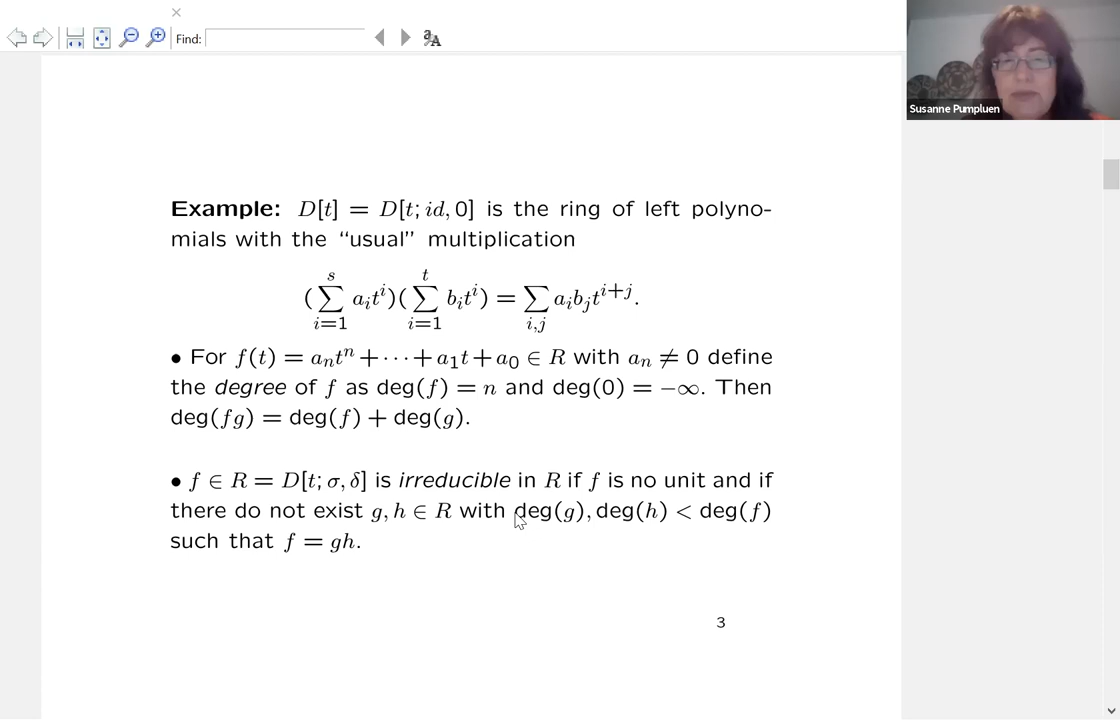 Find:
Susanne Pumpluen
Example: D[t] = D[t; id, 0] is the ring of left polyno-
mials with the “usual” multiplication
(∑_{i=1}^{s} a_i t^i)(∑_{i=1}^{t} b_i t^i) = ∑_{i,j} a_i b_j t^{i+j}.
• For f(t) = a_n t^n + ··· + a_1 t + a_0 ∈ R with a_n ≠ 0 define
the degree of f as deg(f) = n and deg(0) = −∞. Then
deg(fg) = deg(f) + deg(g).
• f ∈ R = D[t; σ, δ] is irreducible in R if f is no unit and if
there do not exist g, h ∈ R with deg(g), deg(h) < deg(f)
such that f = gh.
3